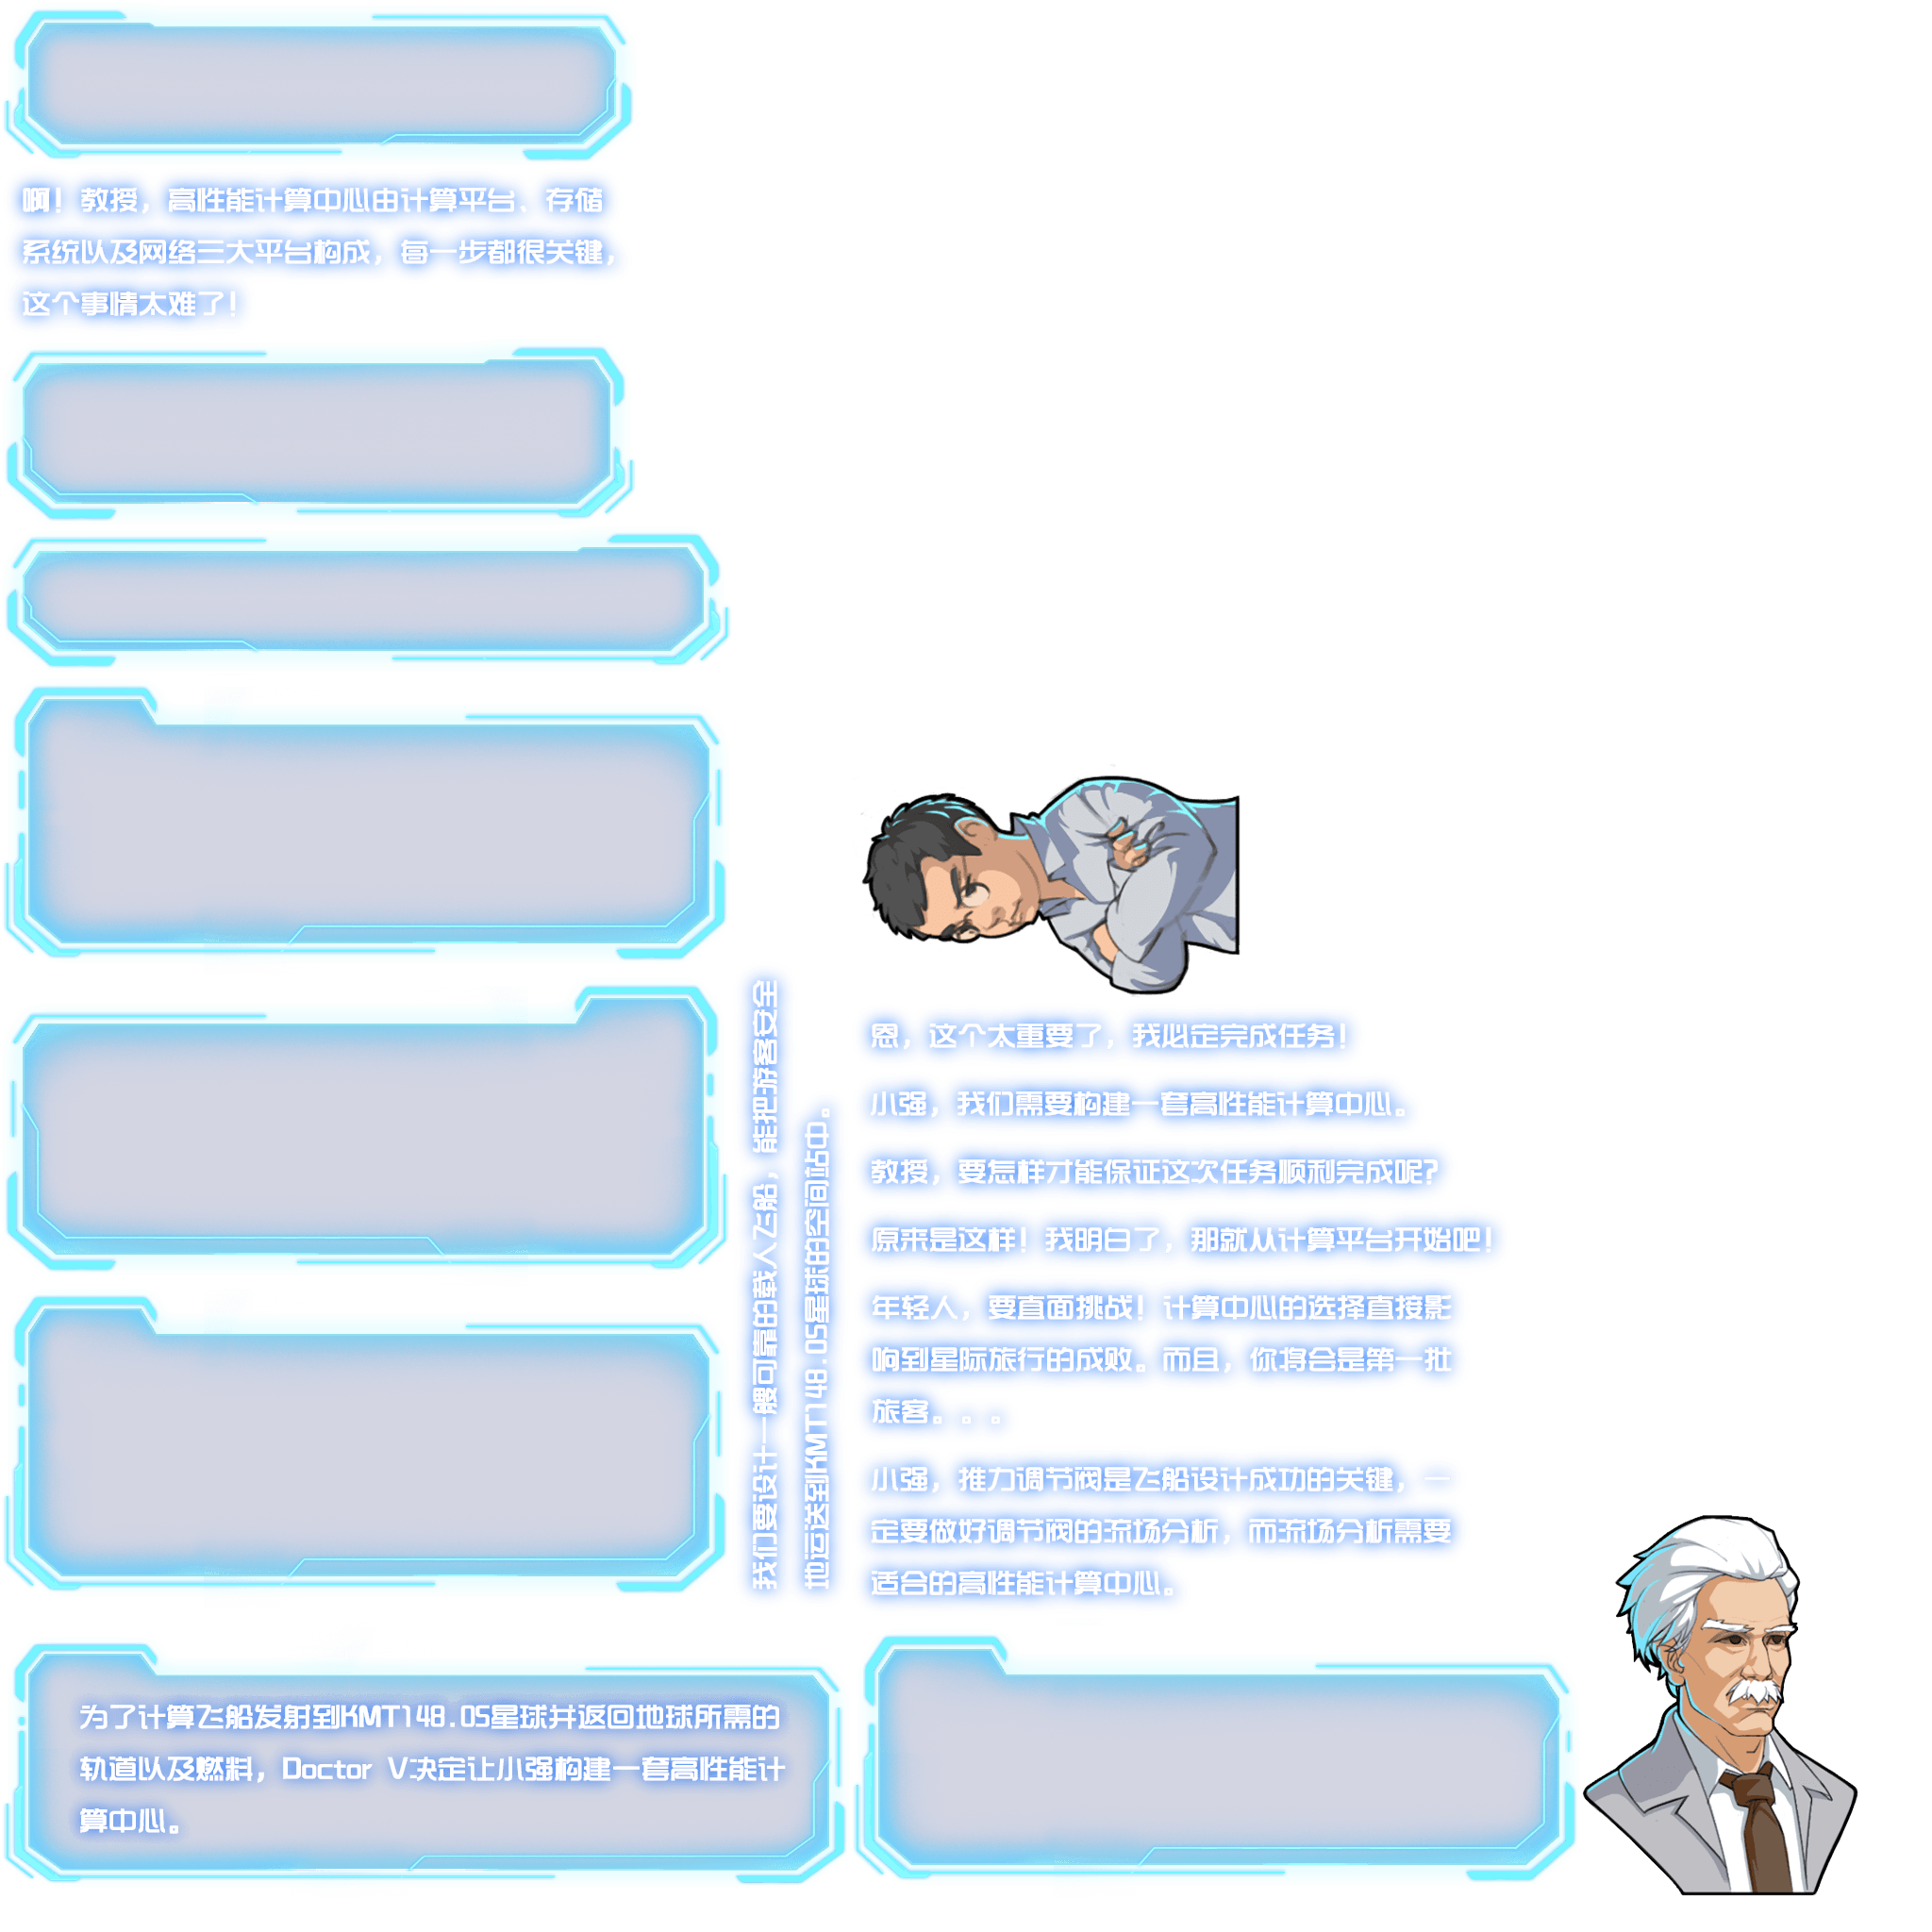 啊！教授，高性能计算中心由计算平台、存储
系统以及网络三大平台构成，每一步都很关键，
这个事情太难了！
我们要设计一艘可靠的载人飞船，能把游客安全
地运送到KMT148.05星球的空间站中。
恩，这个太重要了，我必定完成任务！
小强，我们需要构建一套高性能计算中心。
教授，要怎样才能保证这次任务顺利完成呢？
原来是这样！我明白了，那就从计算平台开始吧！
年轻人，要直面挑战！计算中心的选择直接影
响到星际旅行的成败。而且，你将会是第一批
旅客。。。
小强，推力调节阀是飞船设计成功的关键，一
定要做好调节阀的流场分析，而流场分析需要
适合的高性能计算中心。
为了计算飞船发射到KMT148.05星球并返回地球所需的
轨道以及燃料，Doctor V决定让小强构建一套高性能计
算中心。